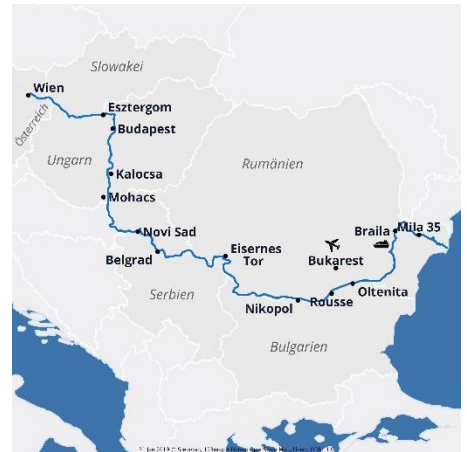 Slowakei
Wien
Österreich
Esztergom
Budapest
Ungarn
Kalocsa
Rumänien
Mohacs
Novi Sad
Belgrad
Eisernes
Tor
Braila
Mila 35
Bukarest
Serbien
Nikopol
Rousse
Oltenita
Bulgarien